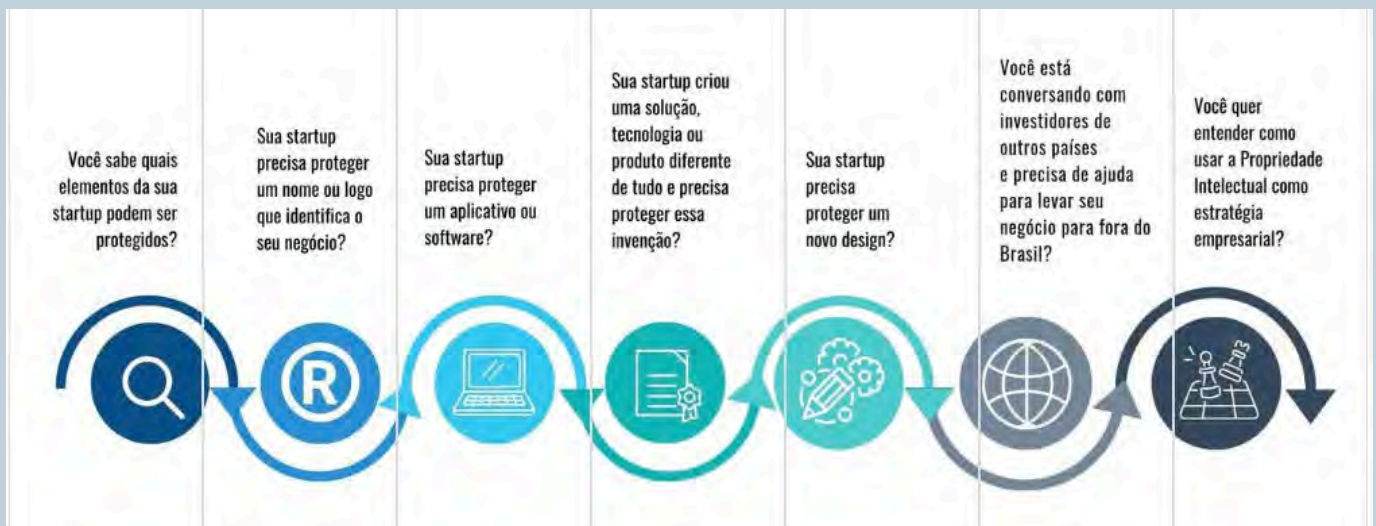 Você sabe quais
elementos da sua
startup podem ser
protegidos?
Sua startup
precisa proteger
um nome ou logo
que identifica o
seu negócio?
Sua startup
precisa proteger
um aplicativo ou
software?
Sua startup criou
uma solução,
tecnologia ou
produto diferente
de tudo e precisa
proteger essa
invenção?
Sua startup
precisa
proteger um
novo design?
Você está
conversando com
investidores de
outros países
e precisa de ajuda
para levar seu
negócio para fora do
Brasil?
Você quer
entender como
usar a Propriedade
Intelectual como
estratégia
empresarial?
R